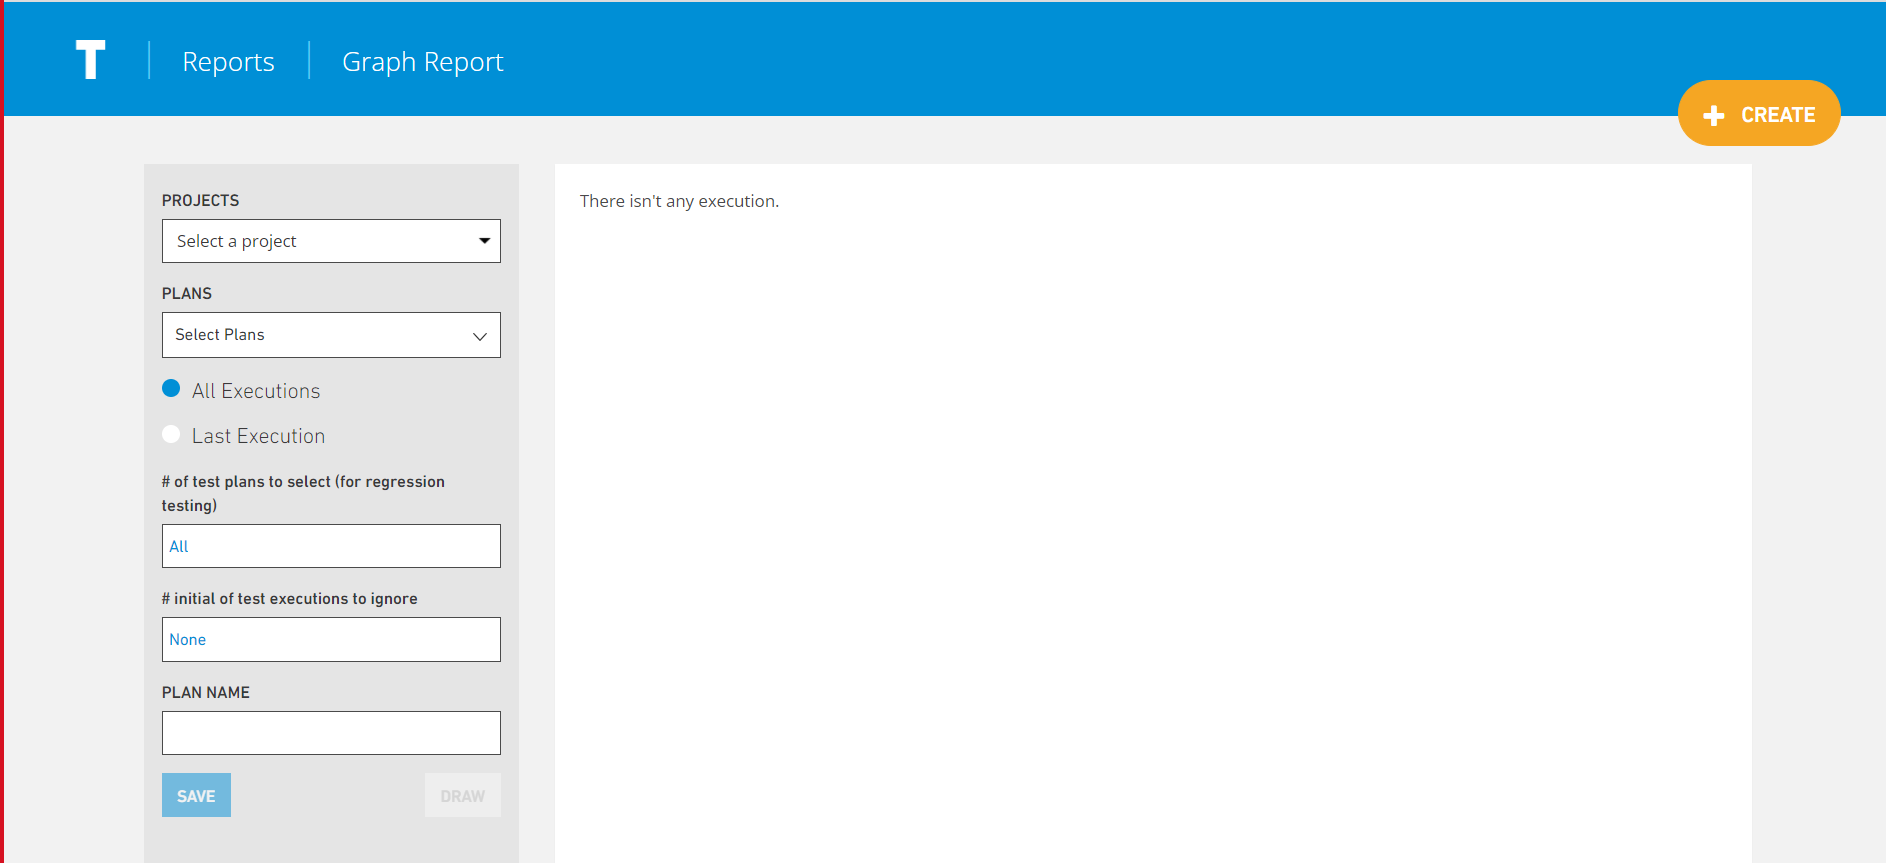 T
Reports
Graph Report
CREATE
PROJECTS
Select a project
PLANS
Select Plans
All Executions
Last Execution
# of test plans to select (for regression
testing)
All
# initial of test executions to ignore
None
PLAN NAME
SAVE
DRAW
There isn't any execution.